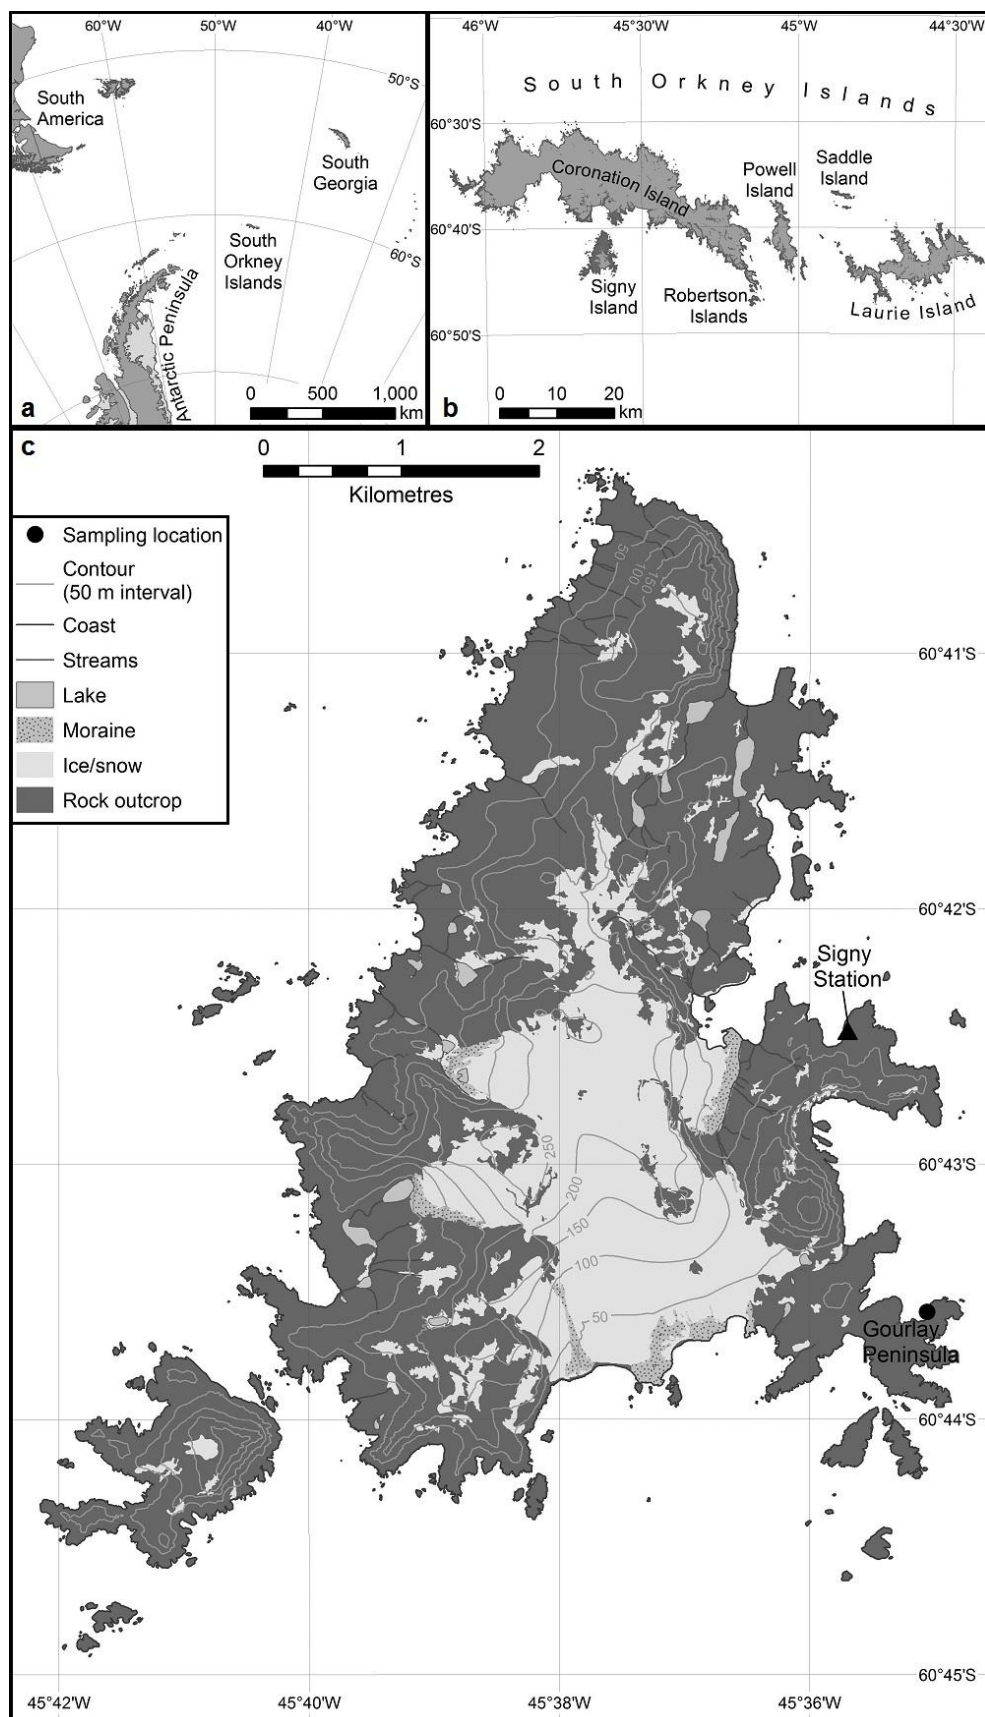 60°W
50°W
40°W
50°S
South
America
South
Georgia
South
Orkney
Islands
60°S
Antarctic Peninsula
0
500
1,000
km
a
46°W
45°30'W
45°W
44°30'W
South Orkney Islands
60°30'S
Coronation Island
Powell
Island
Saddle
Island
60°40'S
Signy
Island
Robertson
Islands
Laurie Island
60°50'S
0
10
20
km
b
c
0
1
2
Kilometres
Sampling location
Contour
(50 m interval)
Coast
Streams
Lake
Moraine
Ice/snow
Rock outcrop
50
100
150
60°41'S
60°42'S
Signy
Station
60°43'S
250
200
150
100
50
Gourlay
Peninsula
60°44'S
60°45'S
45°42'W
45°40'W
45°38'W
45°36'W